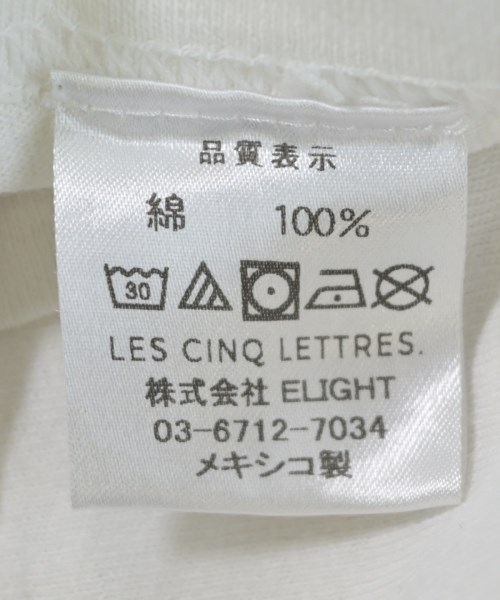 品質表示
綿 100%
30
LES CINQ LETTRES.
株式会社 ELIGHT
03-6712-7034
メキシコ製